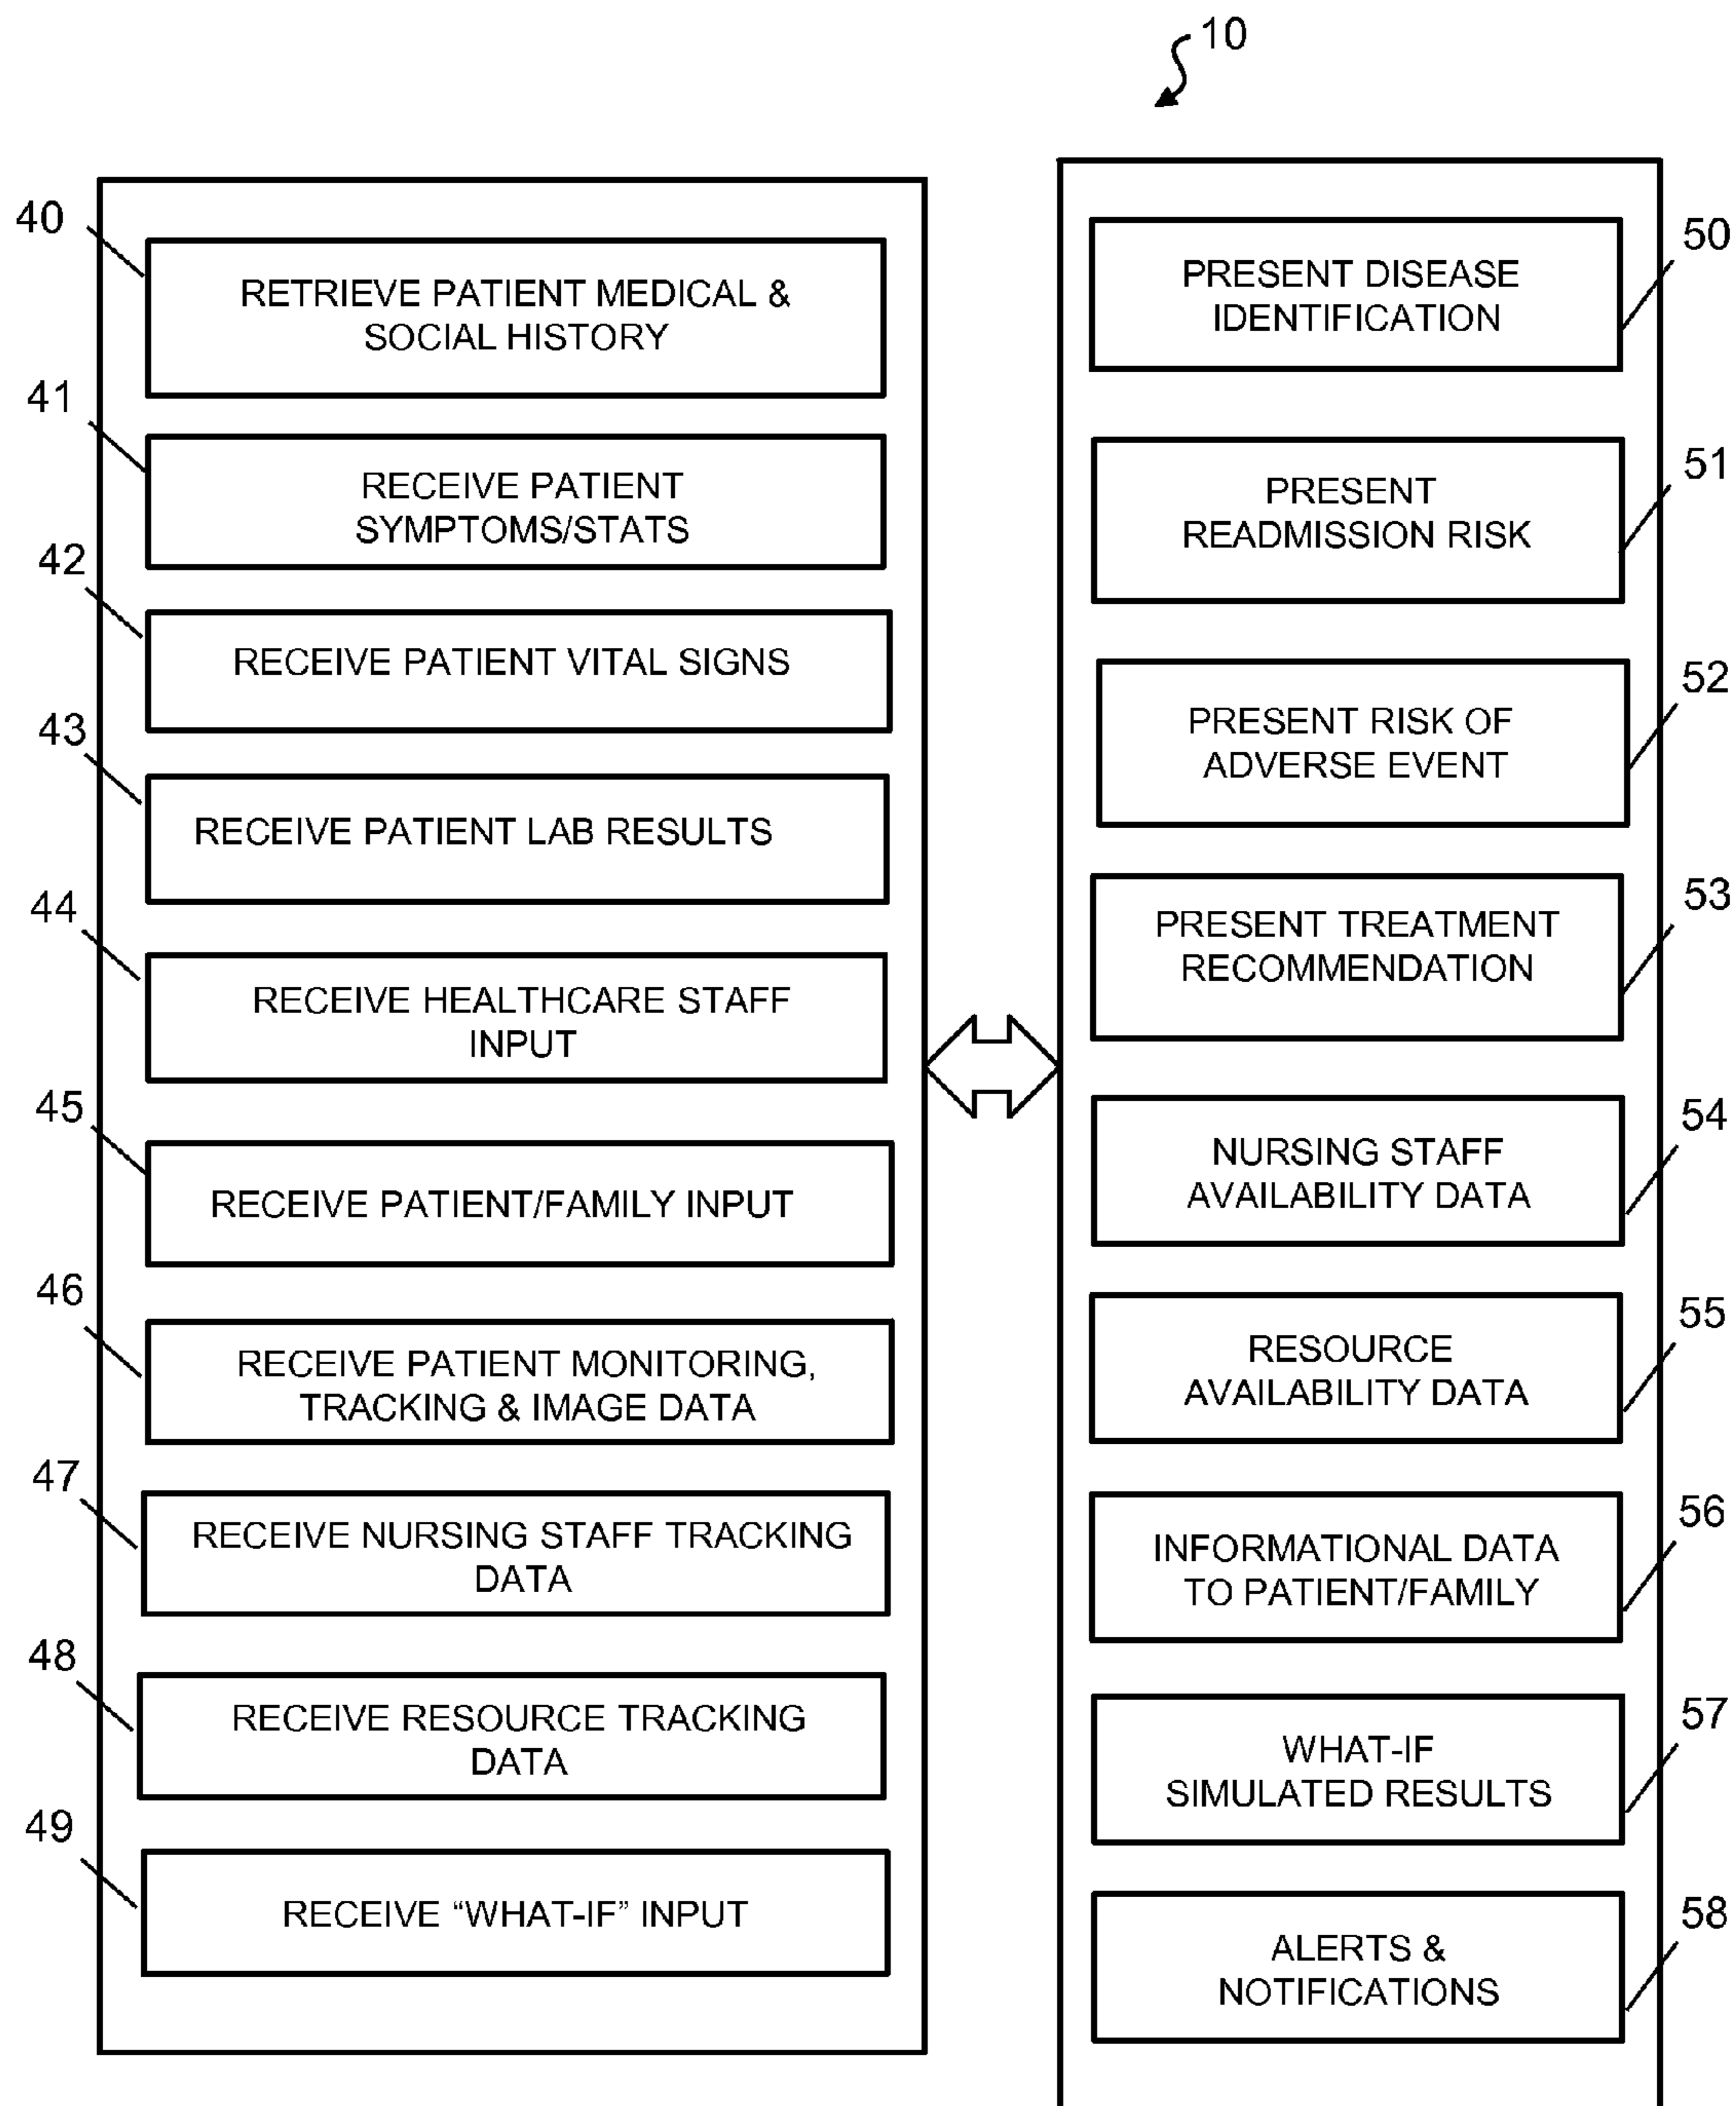 10
40
RETRIEVE PATIENT MEDICAL &
SOCIAL HISTORY
41
RECEIVE PATIENT
SYMPTOMS/STATS
42
RECEIVE PATIENT VITAL SIGNS
43
RECEIVE PATIENT LAB RESULTS
44
RECEIVE HEALTHCARE STAFF
INPUT
45
RECEIVE PATIENT/FAMILY INPUT
46
RECEIVE PATIENT MONITORING,
TRACKING & IMAGE DATA
47
RECEIVE NURSING STAFF TRACKING
DATA
48
RECEIVE RESOURCE TRACKING
DATA
49
RECEIVE “WHAT-IF” INPUT
50
PRESENT DISEASE
IDENTIFICATION
51
PRESENT
READMISSION RISK
52
PRESENT RISK OF
ADVERSE EVENT
53
PRESENT TREATMENT
RECOMMENDATION
54
NURSING STAFF
AVAILABILITY DATA
55
RESOURCE
AVAILABILITY DATA
56
INFORMATIONAL DATA
TO PATIENT/FAMILY
57
WHAT-IF
SIMULATED RESULTS
58
ALERTS &
NOTIFICATIONS